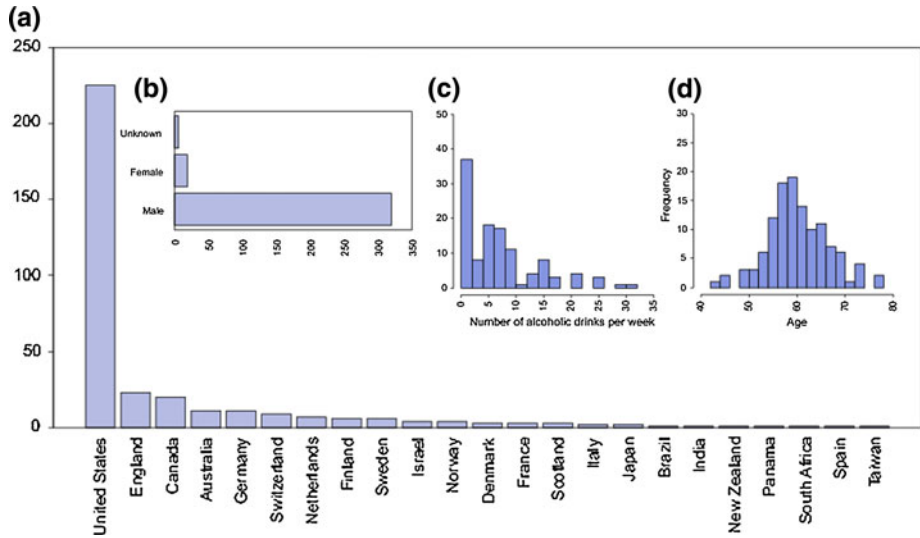 (a)
250
200
150
100
50
0
United States
England
Canada
Australia
Germany
Switzerland
Netherlands
Finland
Sweden
Israel
Norway
Denmark
France
Scotland
Italy
Japan
Brazil
India
New Zealand
Panama
South Africa
Spain
Taiwan
(b)
Unknown
Female
Male
0 50 100 150 200 250 300 350
(c)
50
40
30
20
10
0
0 5 10 15 20 25 30 35
Number of alcoholic drinks per week
(d)
Frequency
30
25
20
15
10
5
0
40 50 60 70 80
Age